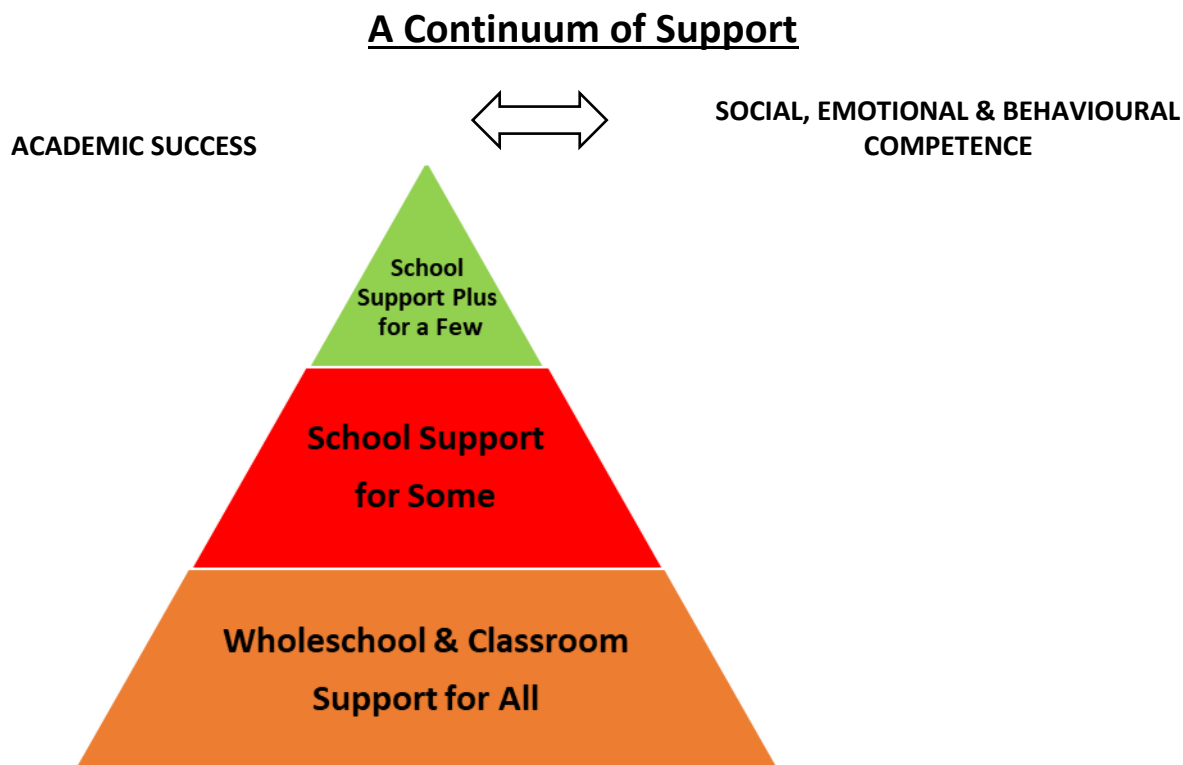 A Continuum of Support
ACADEMIC SUCCESS
SOCIAL, EMOTIONAL & BEHAVIOURAL
COMPETENCE
School
Support Plus
for a Few
School Support
for Some
Wholeschool & Classroom
Support for All